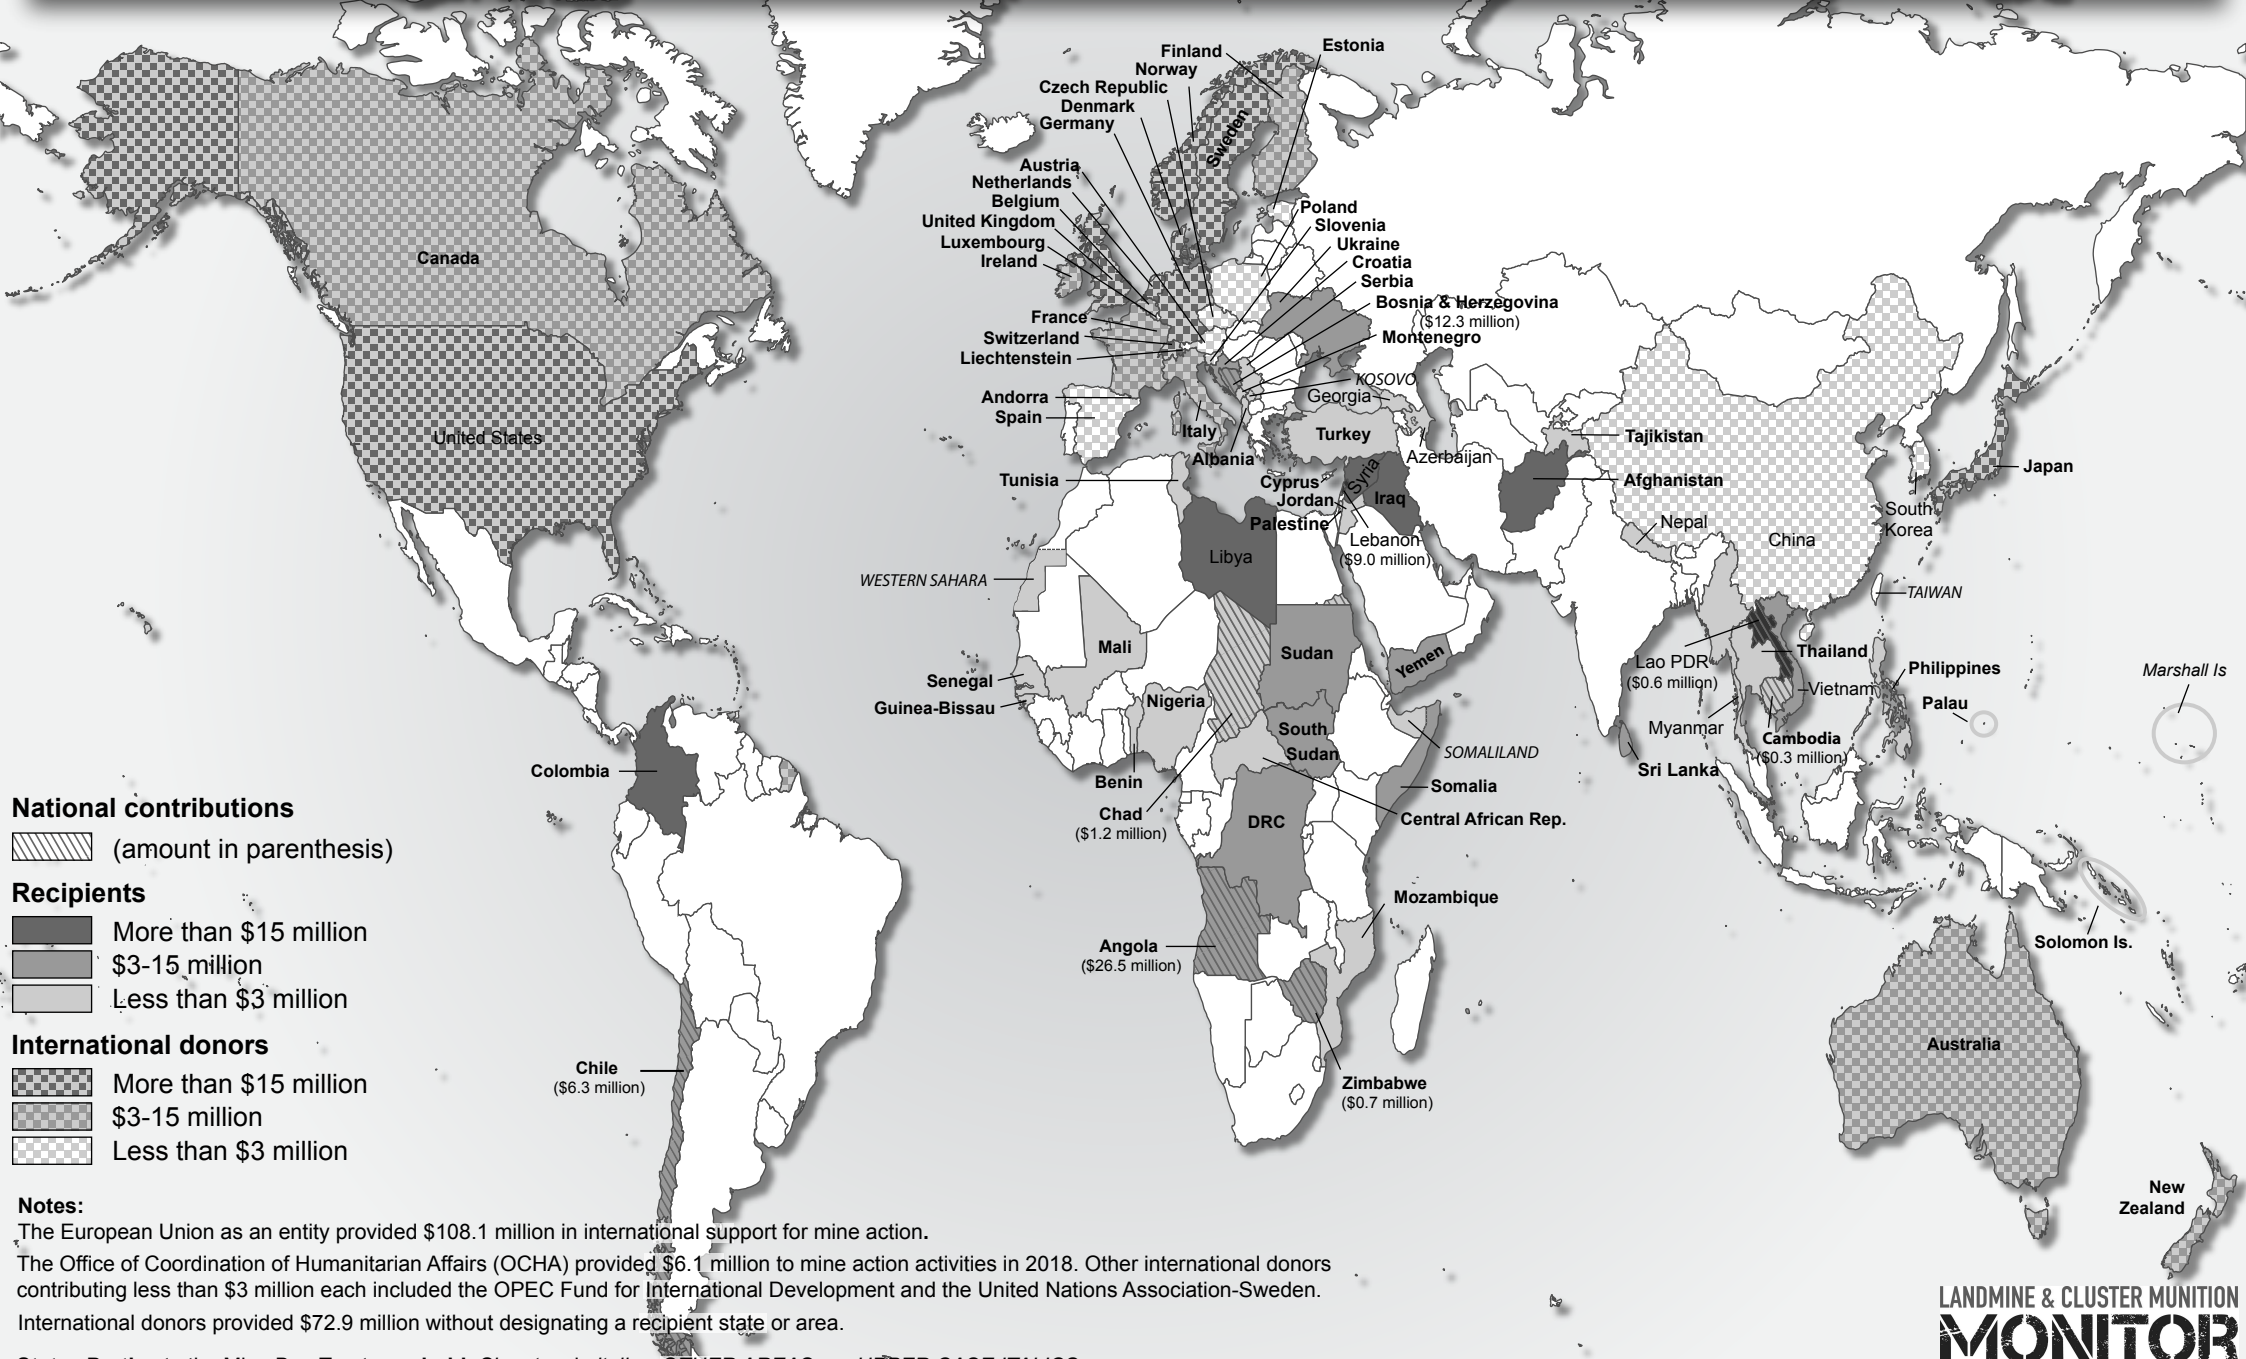 Finland
Estonia
Norway
Czech Republic
Denmark
Germany
Sweden
Austria
Netherlands
Belgium
United Kingdom
Luxembourg
Ireland
Poland
Slovenia
Ukraine
Croatia
Serbia
Bosnia & Herzegovina
($12.3 million)
Montenegro
Canada
France
Switzerland
Liechtenstein
KOSOVO
Georgia
Andorra
Spain
Italy
Turkey
Tajikistan
United States
Albania
Azerbaijan
Japan
Tunisia
Cyprus
Syria
Afghanistan
Jordan
Iraq
Palestine
South
Korea
Nepal
Lebanon
($9.0 million)
China
Libya
WESTERN SAHARA
TAIWAN
Mali
Sudan
Yemen
Thailand
Lao PDR
($0.6 million)
Philippines
Marshall Is
Senegal
Guinea-Bissau
Nigeria
Vietnam
Palau
South
Sudan
Myanmar
Cambodia
($0.3 million)
SOMALILAND
Colombia
Benin
Sri Lanka
Somalia
Chad
($1.2 million)
DRC
Central African Rep.
Mozambique
Angola
($26.5 million)
Solomon Is.
Australia
Chile
($6.3 million)
Zimbabwe
($0.7 million)
New
Zealand
National contributions
(amount in parenthesis)
Recipients
More than $15 million
$3-15 million
Less than $3 million
International donors
More than $15 million
$3-15 million
Less than $3 million
Notes:
The European Union as an entity provided $108.1 million in international support for mine action.
The Office of Coordination of Humanitarian Affairs (OCHA) provided $6.1 million to mine action activities in 2018. Other international donors
contributing less than $3 million each included the OPEC Fund for International Development and the United Nations Association-Sweden.
International donors provided $72.9 million without designating a recipient state or area.
LANDMINE & CLUSTER MUNITION
MONITOR